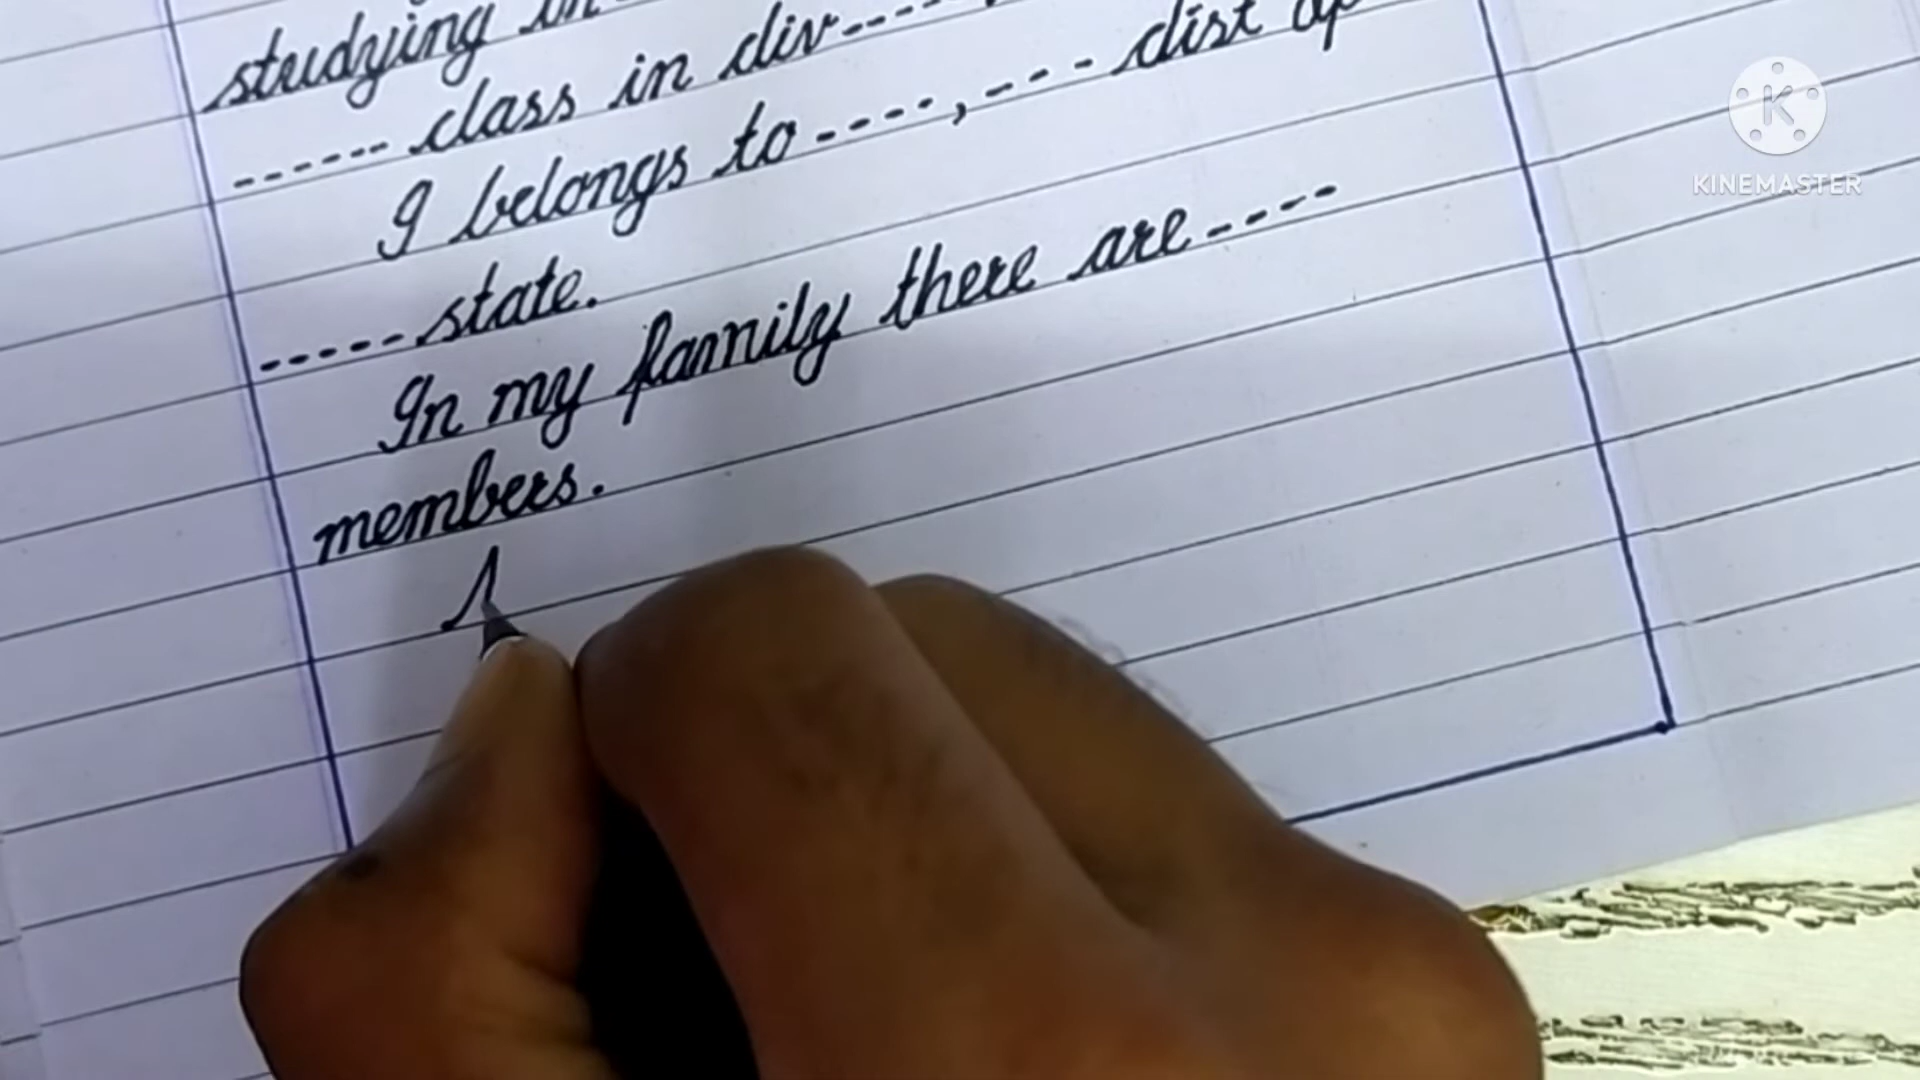 studying in
------ class in div----
I belongs to ----, --- dist of
----- state.
In my family there are ----
members.
KINEMASTER